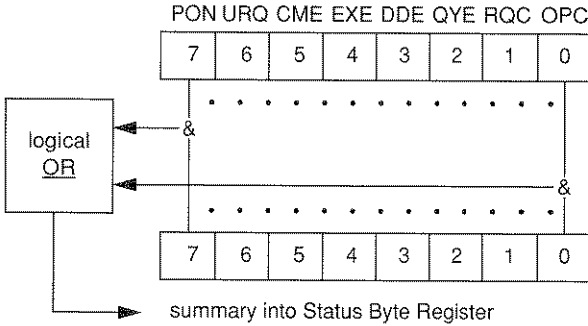 PON URQ CME EXE DDE QYE RQC OPC
7 6 5 4 3 2 1 0
&
logical
OR
&
7 6 5 4 3 2 1 0
summary into Status Byte Register